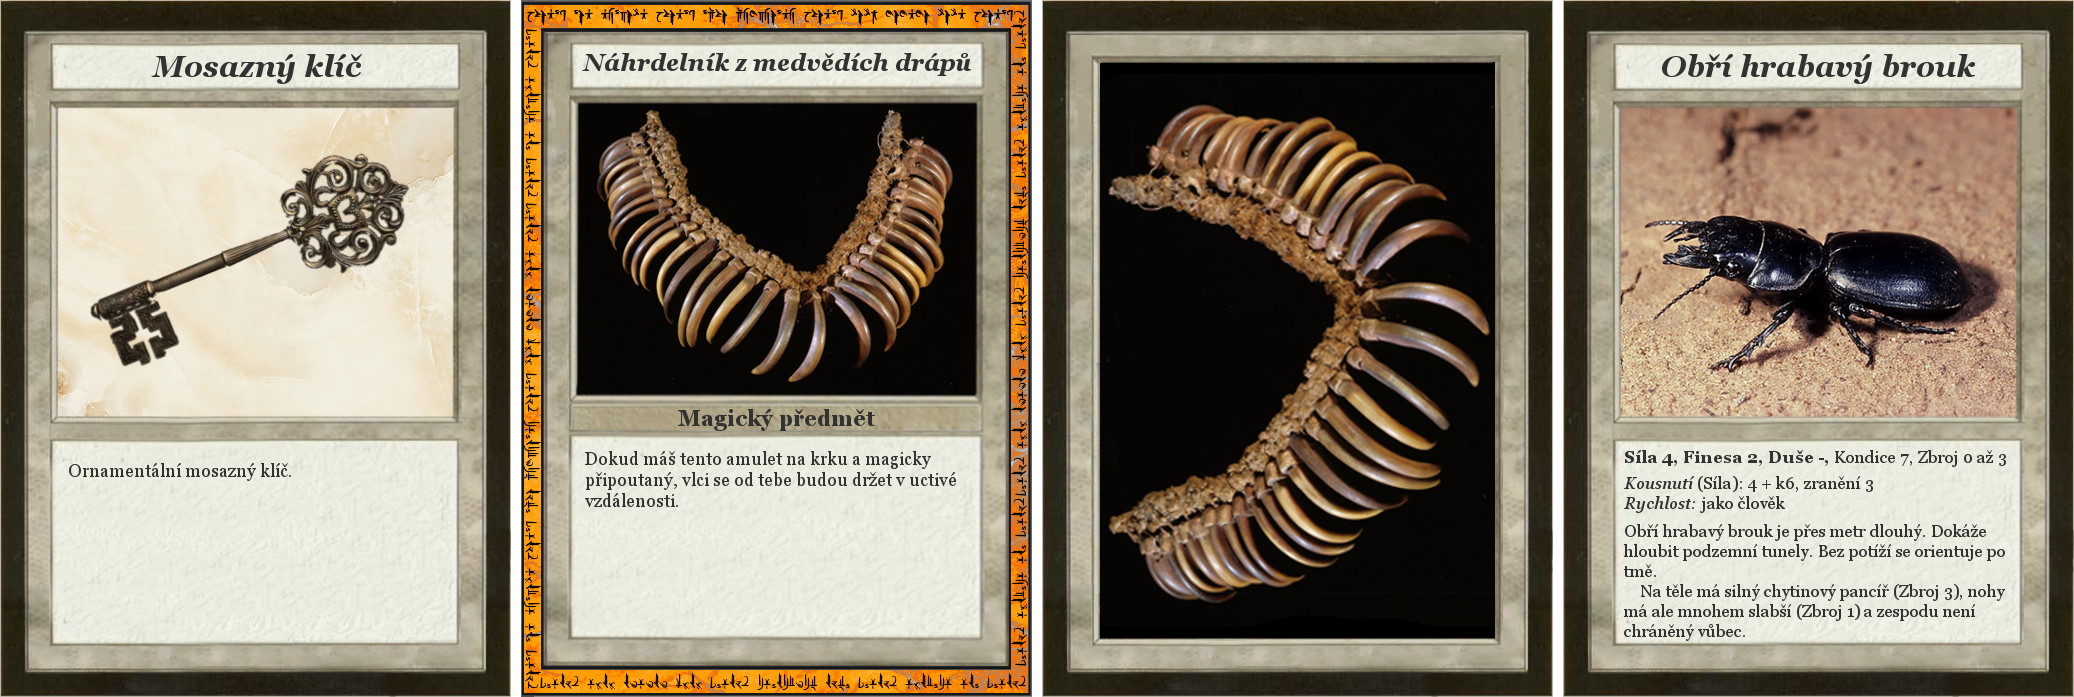 Mosazný klíč
Ornamentální mosazný klíč.
Náhrdelník z medvědích drápů
Magický předmět
Dokud máš tento amulet na krku a magicky
připoutaný, vlci se od tebe budou držet v uctivé
vzdálenosti.
Obří hrabavý brouk
Síla 4, Finesa 2, Duše -, Kondice 7, Zbroj 0 až 3
Kousnutí (Síla): 4 + k6, zranění 3
Rychlost: jako člověk
Obří hrabavý brouk je přes metr dlouhý. Dokáže
hloubit podzemní tunely. Bez potíží se orientuje po
tmě.
Na těle má silný chytinový pancíř (Zbroj 3), nohy
má ale mnohem slabší (Zbroj 1) a zespodu není
chráněný vůbec.